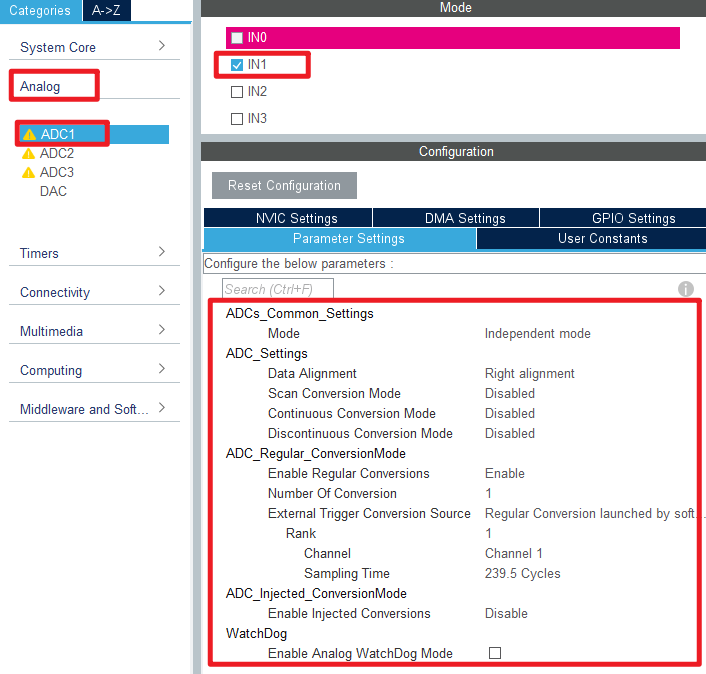 Categories A->Z
System Core
Analog
ADC1
ADC2
ADC3
DAC
Timers
Connectivity
Multimedia
Computing
Middleware and Soft...
Mode
IN0
IN1
IN2
IN3
Configuration
Reset Configuration
NVIC Settings DMA Settings GPIO Settings
Parameter Settings User Constants
Configure the below parameters :
Search (Ctrl+F)
ADCs_Common_Settings
Mode Independent mode
ADC_Settings
Data Alignment Right alignment
Scan Conversion Mode Disabled
Continuous Conversion Mode Disabled
Discontinuous Conversion Mode Disabled
ADC_Regular_ConversionMode
Enable Regular Conversions Enable
Number Of Conversion 1
External Trigger Conversion Source Regular Conversion launched by soft...
Rank 1
Channel Channel 1
Sampling Time 239.5 Cycles
ADC_Injected_ConversionMode
Enable Injected Conversions Disable
WatchDog
Enable Analog WatchDog Mode